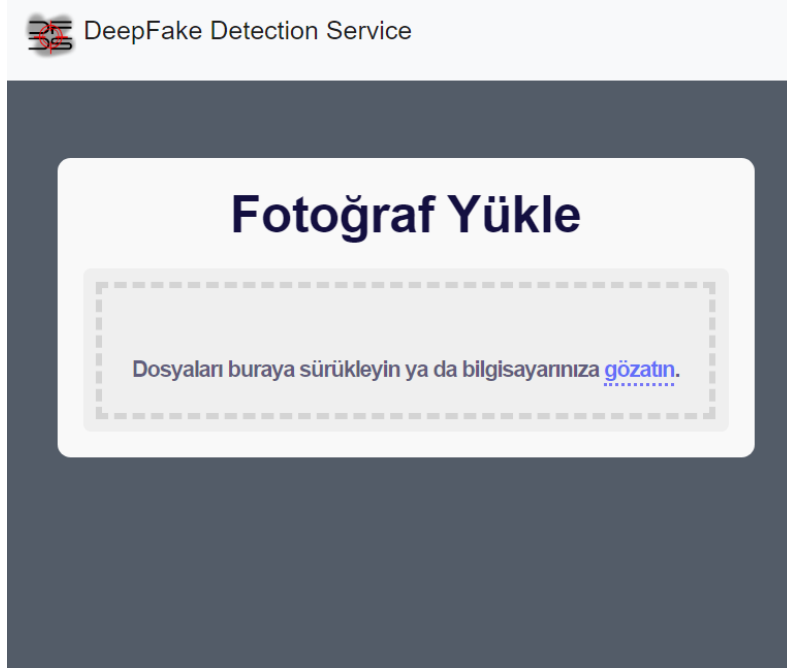 DeepFake Detection Service
Fotoğraf Yükle
Dosyaları buraya sürükleyin ya da bilgisayarınıza gözatın.